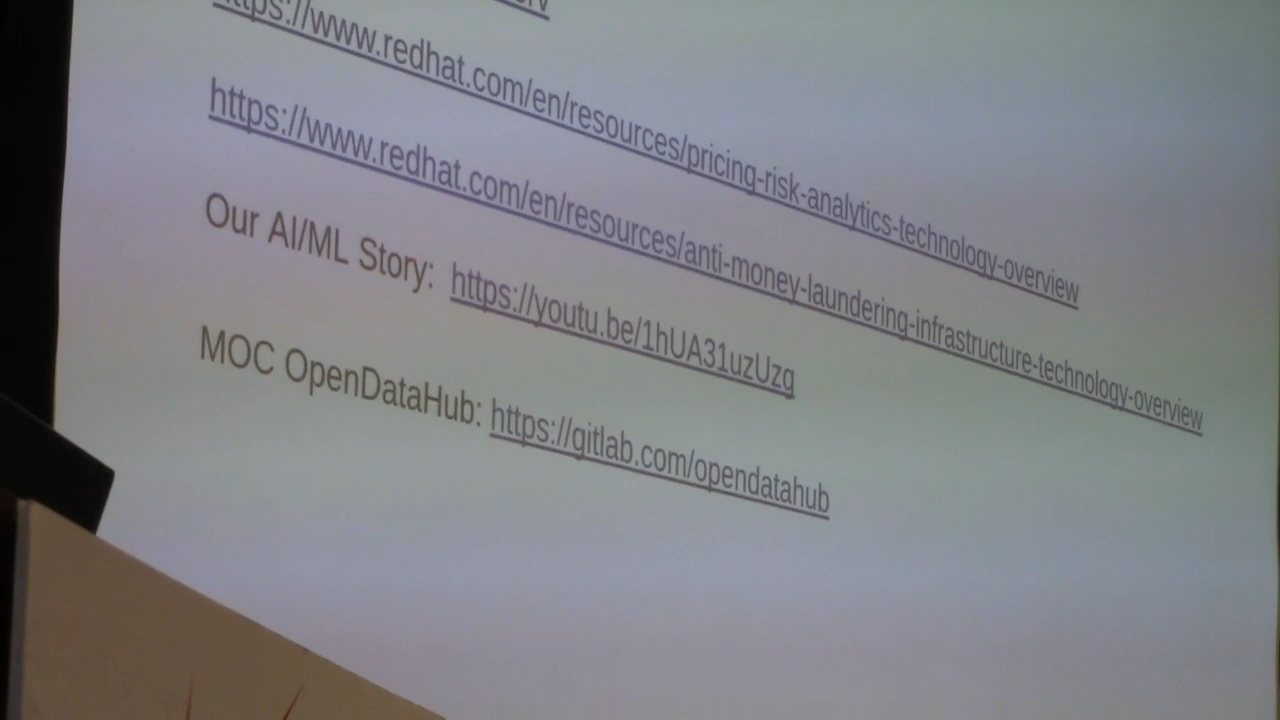 https://www.redhat.com/en/resources/pricing-risk-analytics-technology-overview
https://www.redhat.com/en/resources/anti-money-laundering-infrastructure-technology-overview
Our AI/ML Story: https://youtu.be/1hUA31uzUzg
MOC OpenDataHub: https://gitlab.com/opendatahub